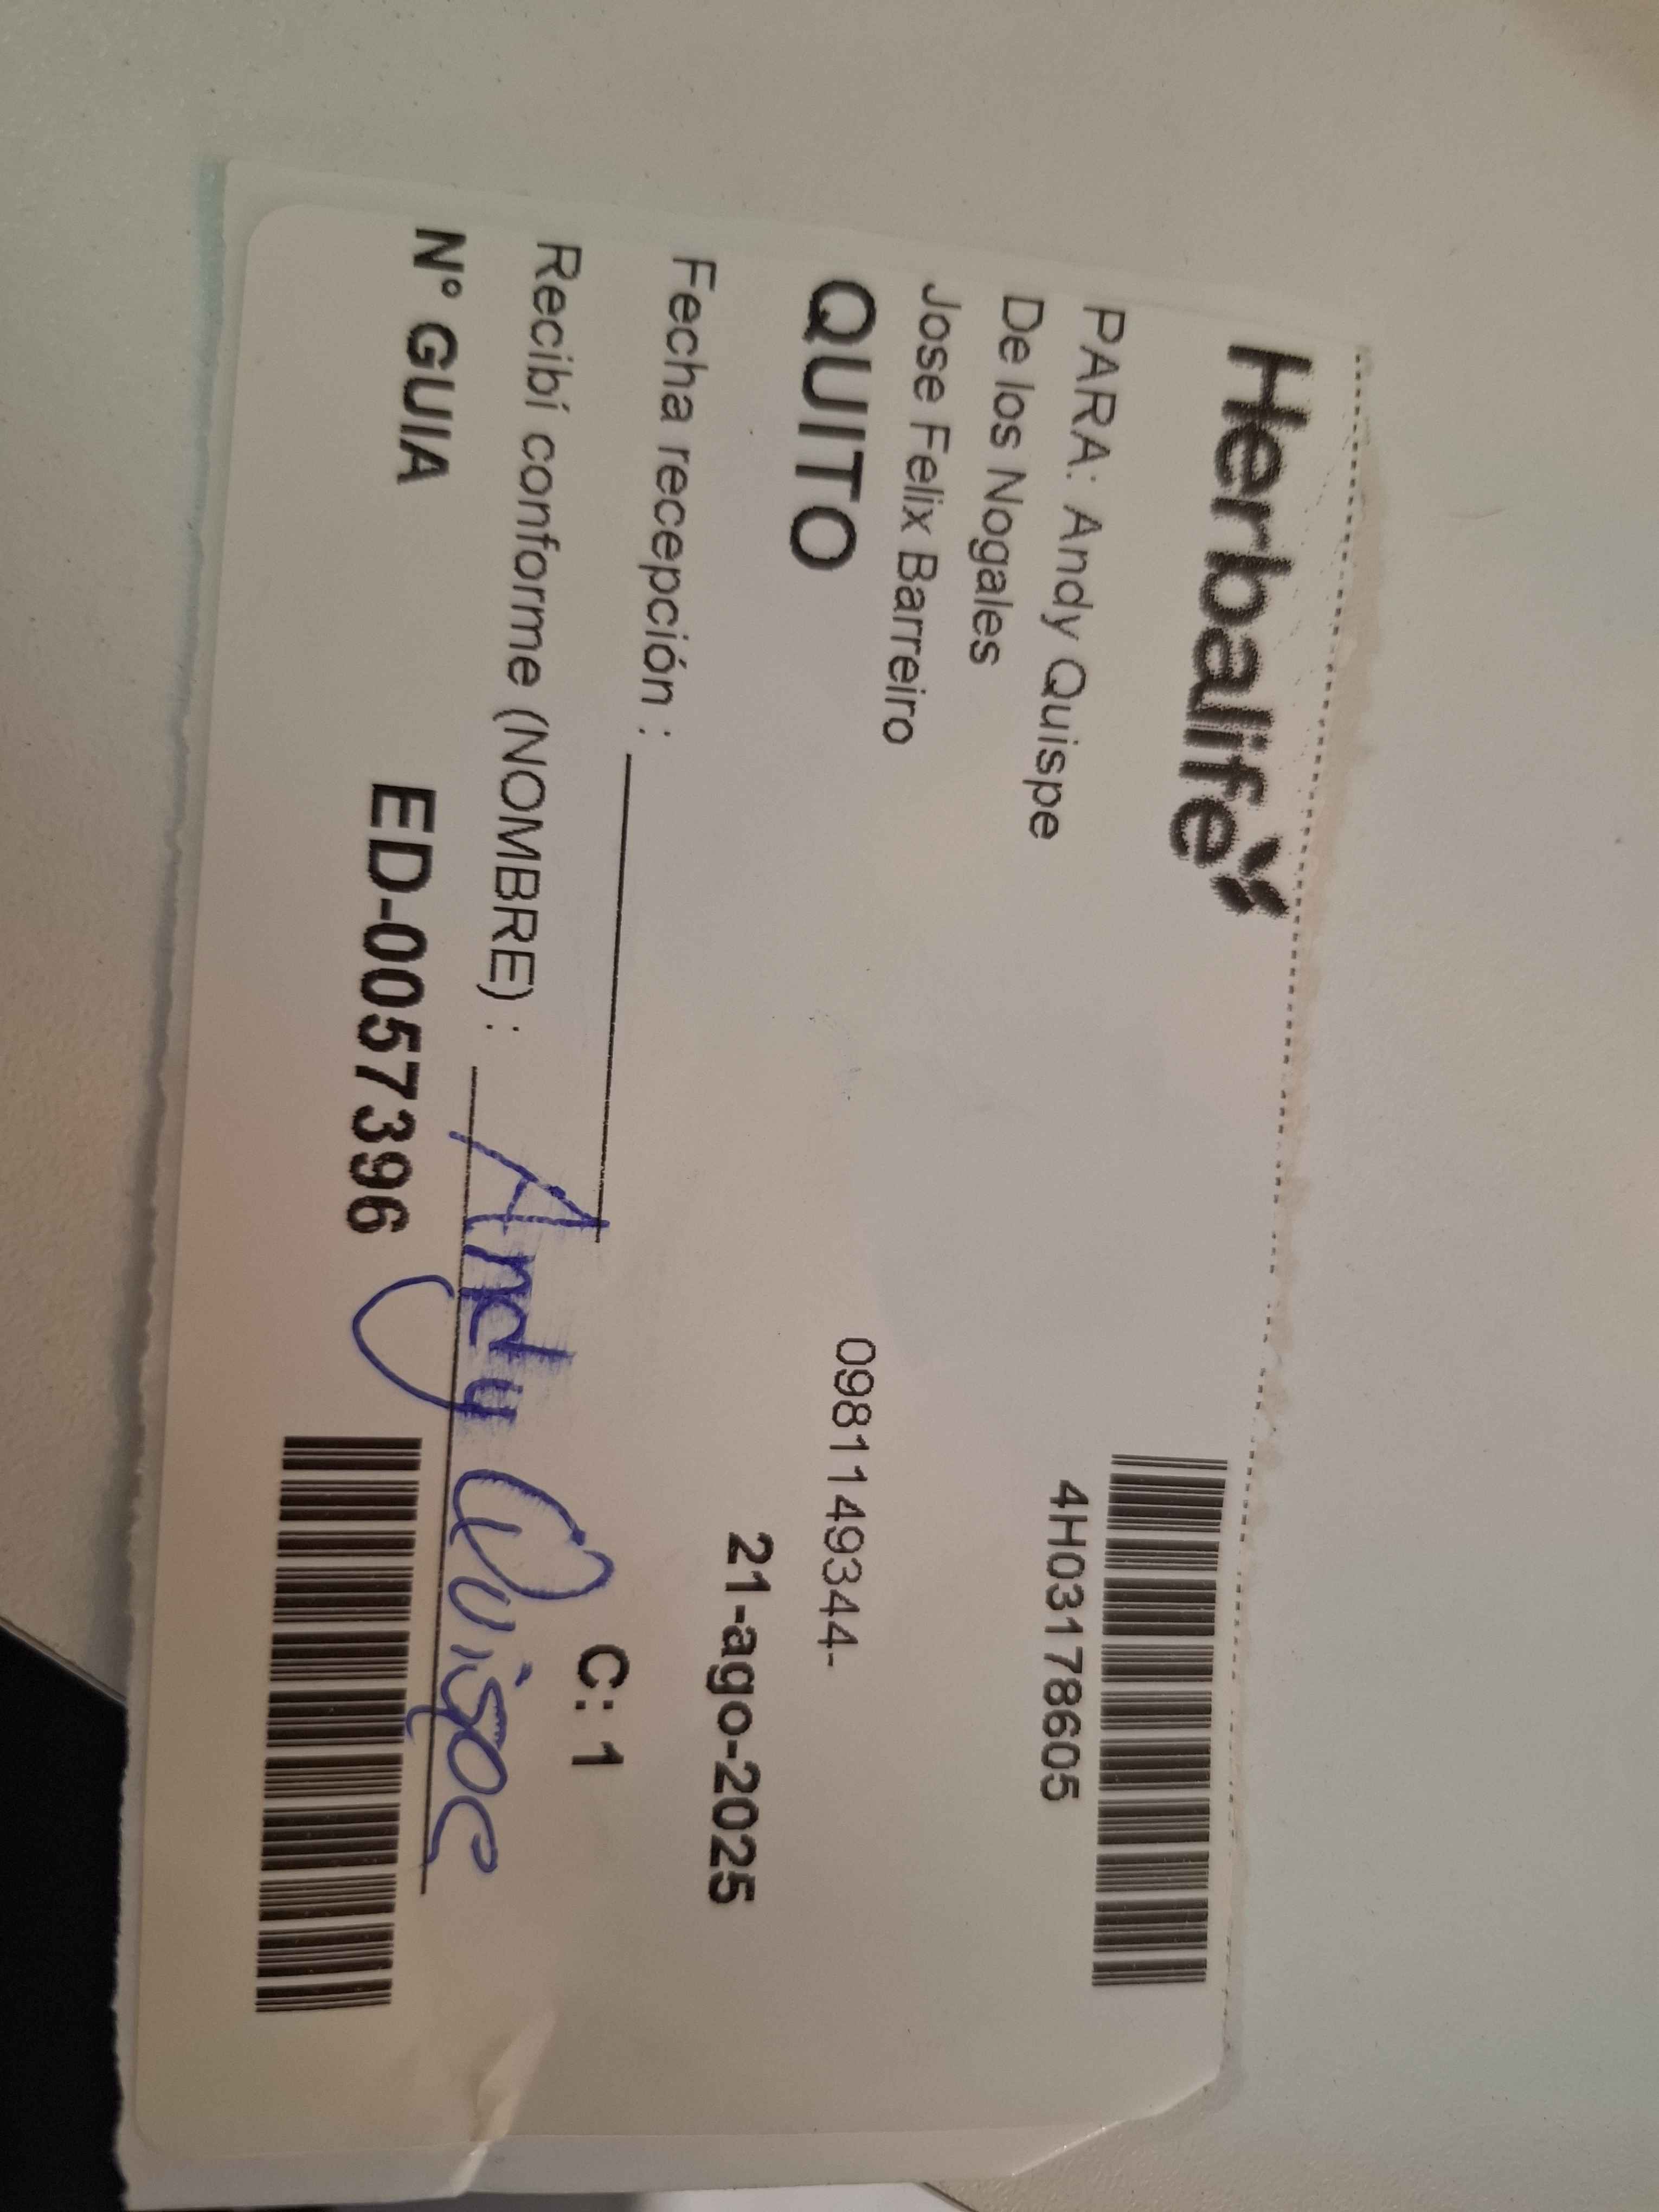 Herbalife
4H03178605
PARA: Andy Quispe
De los Nogales
Jose Felix Barreiro
QUITO
0981149344-
21-ago-2025
Fecha recepción :
C: 1
Recibí conforme (NOMBRE) : Andy Quispe
N° GUIA ED-0057396